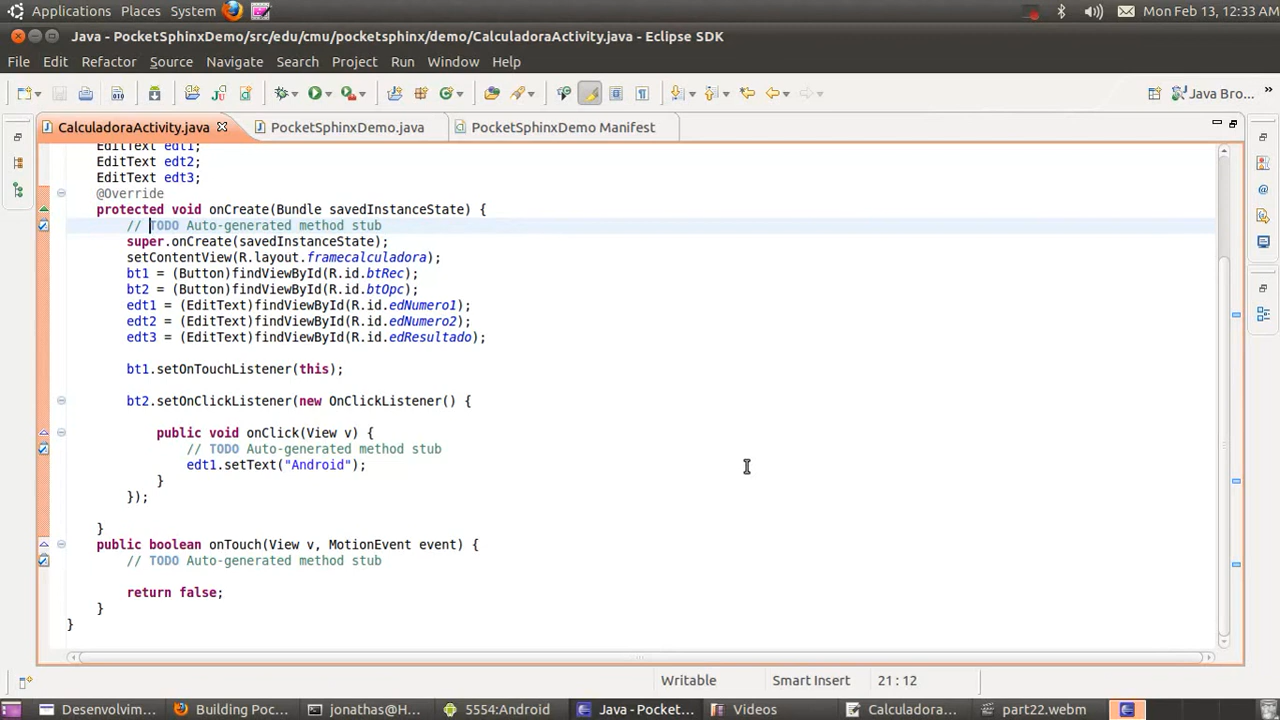 Applications Places System Mon Feb 13, 12:33 AM
Java - PocketSphinxDemo/src/edu/cmu/pocketsphinx/demo/CalculadoraActivity.java - Eclipse SDK
File Edit Refactor Source Navigate Search Project Run Window Help
Java Bro...
CalculadoraActivity.java PocketSphinxDemo.java PocketSphinxDemo Manifest
EditText edt1;
EditText edt2;
EditText edt3;
@Override
protected void onCreate(Bundle savedInstanceState) {
// TODO Auto-generated method stub
super.onCreate(savedInstanceState);
setContentView(R.layout.framecalculadora);
bt1 = (Button)findViewById(R.id.btRec);
bt2 = (Button)findViewById(R.id.btOpc);
edt1 = (EditText)findViewById(R.id.edNumero1);
edt2 = (EditText)findViewById(R.id.edNumero2);
edt3 = (EditText)findViewById(R.id.edResultado);
bt1.setOnTouchListener(this);
bt2.setOnClickListener(new OnClickListener() {
public void onClick(View v) {
// TODO Auto-generated method stub
edt1.setText("Android");
}
});
}
public boolean onTouch(View v, MotionEvent event) {
// TODO Auto-generated method stub
return false;
}
}
Writable Smart Insert 21 : 12
Desenvolvim... Building Poc... jonathas@H... 5554:Android Java - Pocket... Videos Calculadora... part22.webm